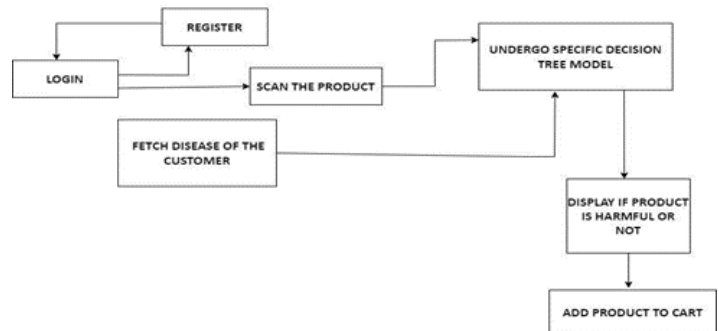 REGISTER
LOGIN
SCAN THE PRODUCT
UNDERGO SPECIFIC DECISION
TREE MODEL
FETCH DISEASE OF THE
CUSTOMER
DISPLAY IF PRODUCT
IS HARMFUL OR
NOT
ADD PRODUCT TO CART